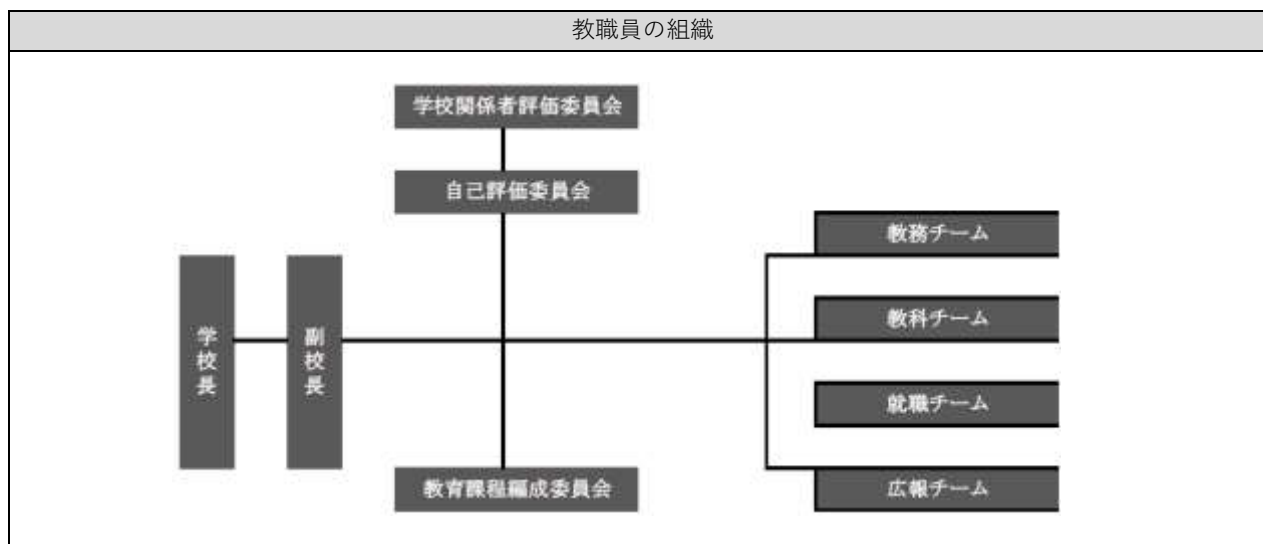 教職員の組織
学校関係者評価委員会
自己評価委員会
学校長
副校長
教務チーム
教科チーム
就職チーム
広報チーム
教育課程編成委員会